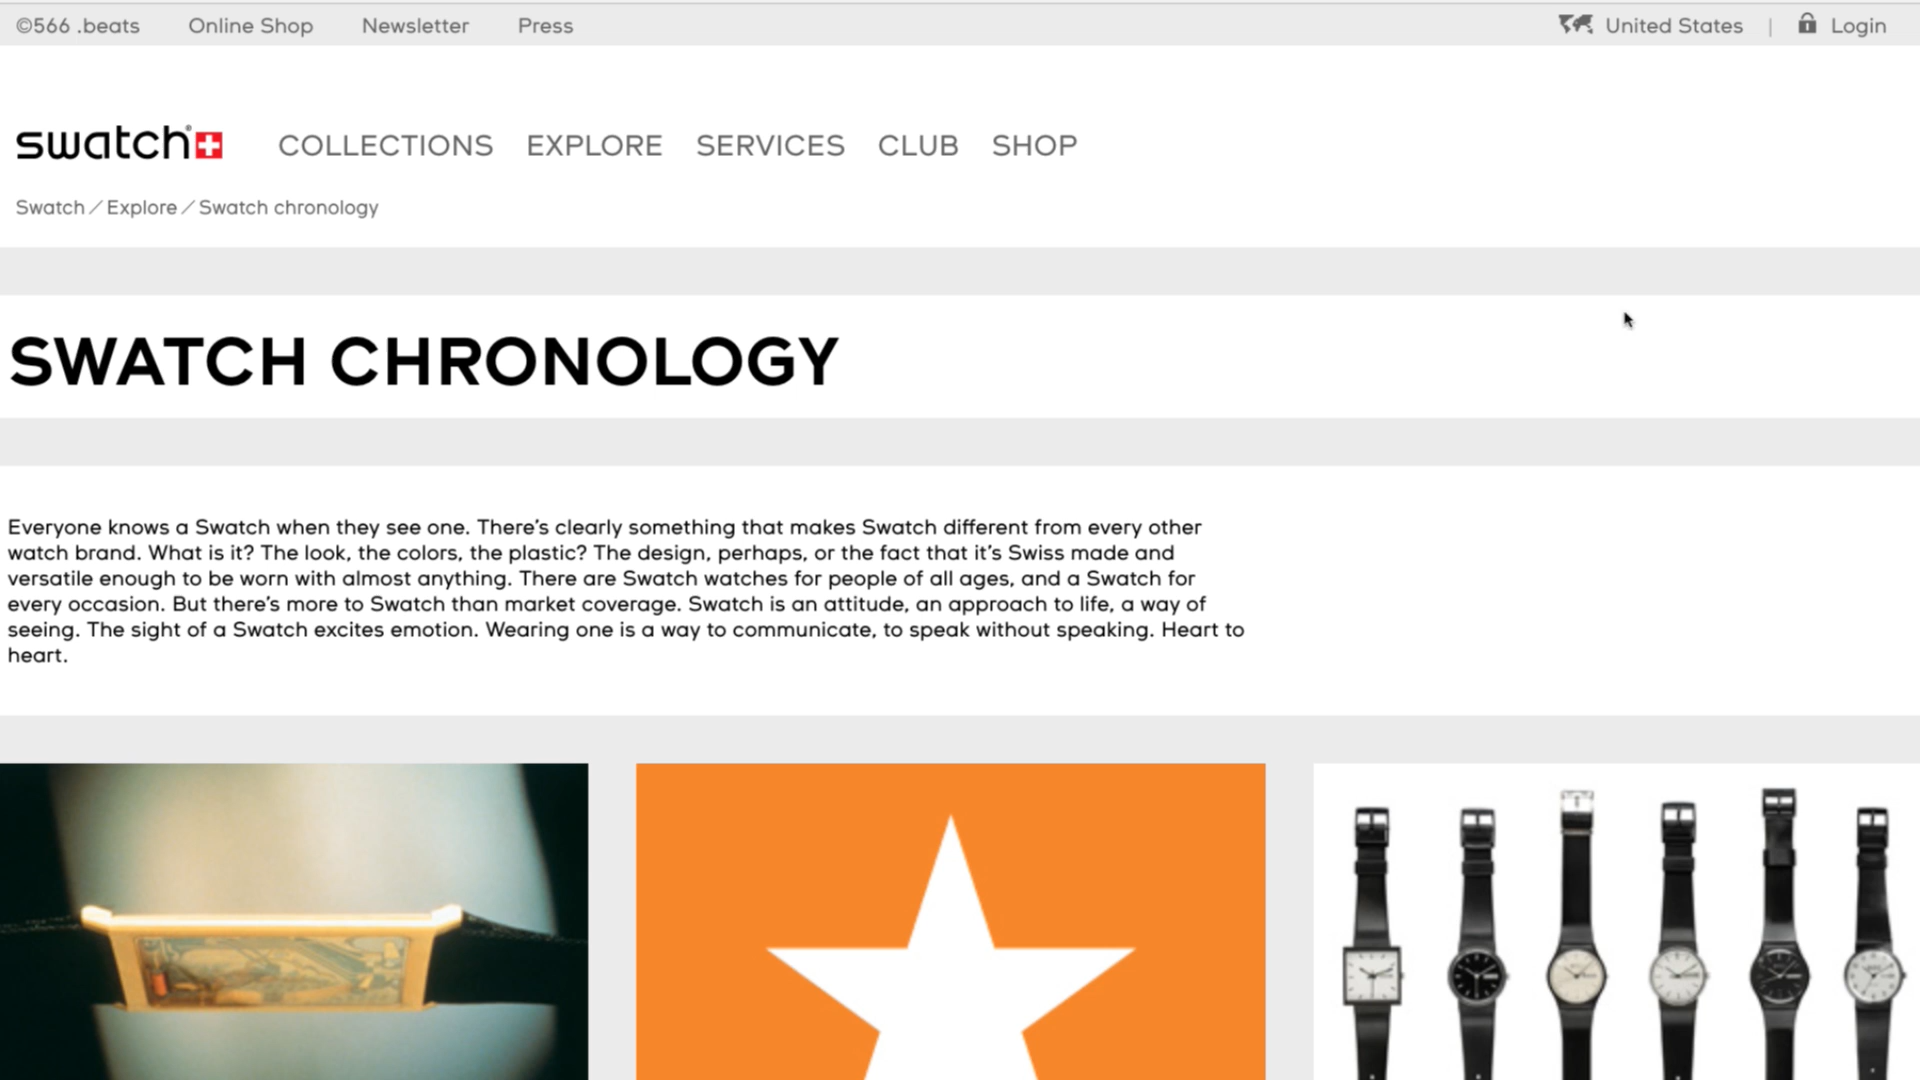 ©566 .beats Online Shop Newsletter Press United States | Login
swatch® COLLECTIONS EXPLORE SERVICES CLUB SHOP
Swatch / Explore / Swatch chronology
SWATCH CHRONOLOGY
Everyone knows a Swatch when they see one. There’s clearly something that makes Swatch different from every other
watch brand. What is it? The look, the colors, the plastic? The design, perhaps, or the fact that it’s Swiss made and
versatile enough to be worn with almost anything. There are Swatch watches for people of all ages, and a Swatch for
every occasion. But there’s more to Swatch than market coverage. Swatch is an attitude, an approach to life, a way of
seeing. The sight of a Swatch excites emotion. Wearing one is a way to communicate, to speak without speaking. Heart to
heart.